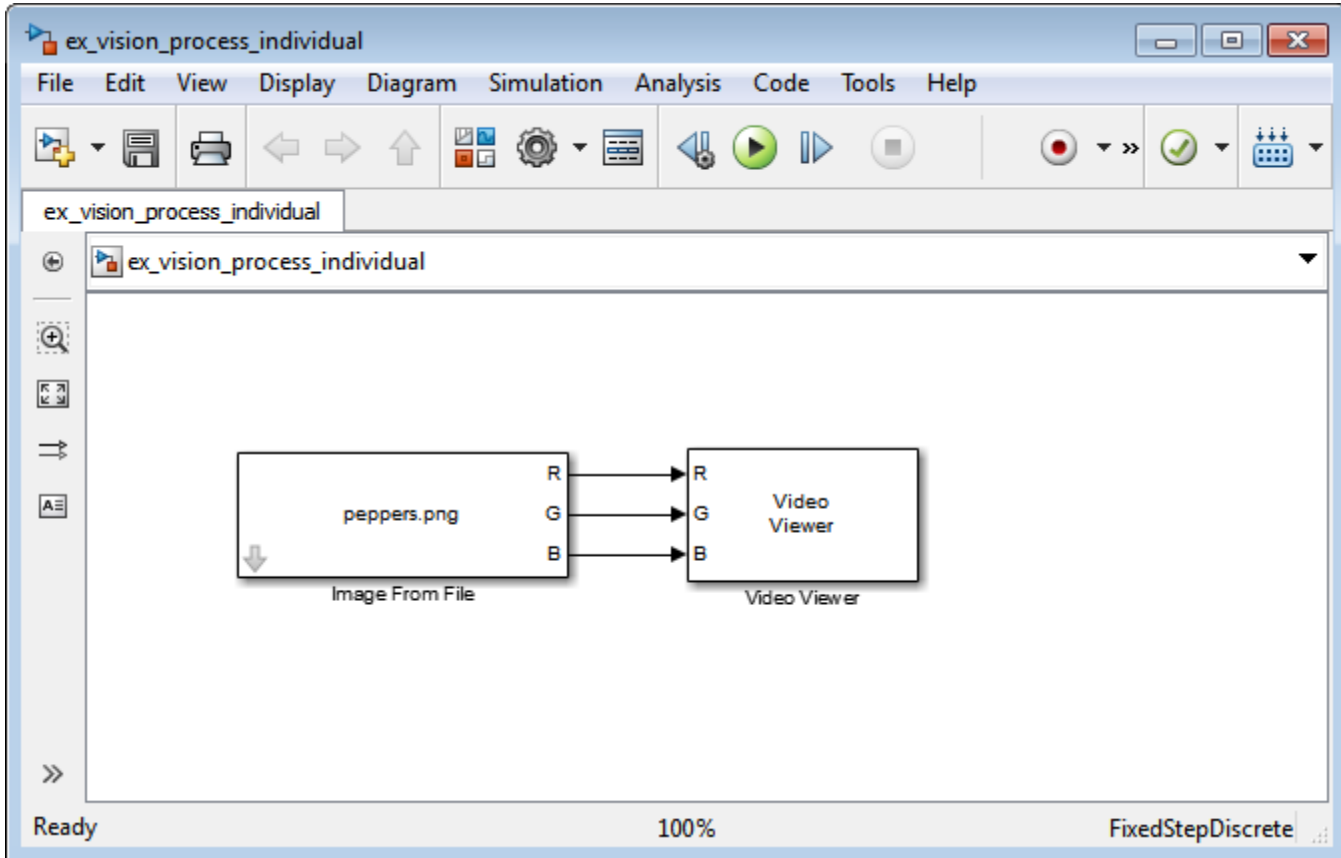 ex_vision_process_individual
File Edit View Display Diagram Simulation Analysis Code Tools Help
ex_vision_process_individual
ex_vision_process_individual
R R
peppers.png G G Video
Viewer
B B
Image From File Video Viewer
Ready 100% FixedStepDiscrete